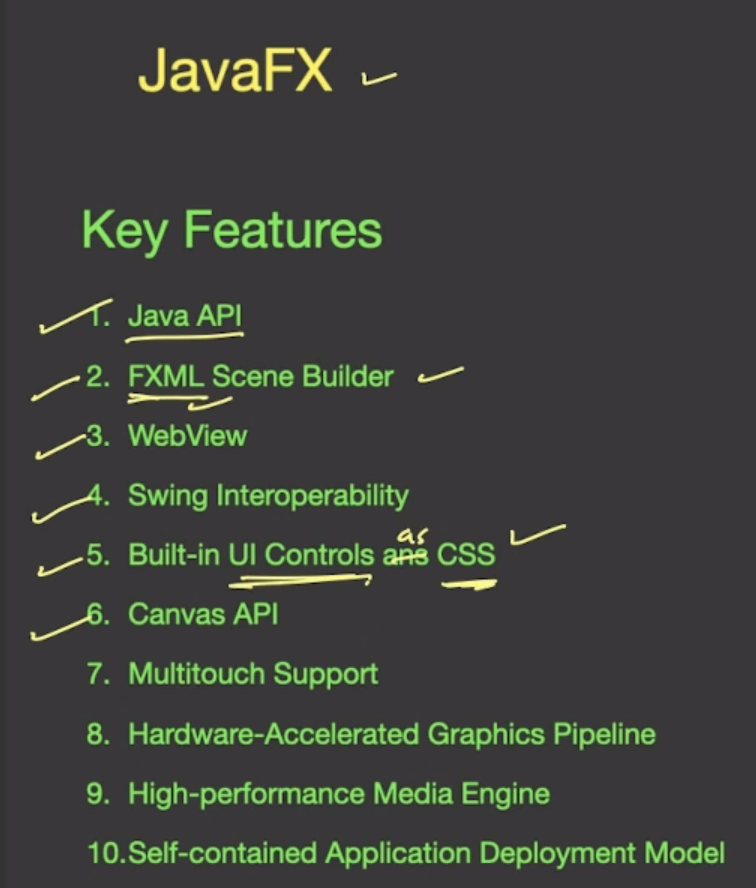 JavaFX
Key Features
1. Java API
2. FXML Scene Builder
3. WebView
4. Swing Interoperability
as
5. Built-in UI Controls ans CSS
6. Canvas API
7. Multitouch Support
8. Hardware-Accelerated Graphics Pipeline
9. High-performance Media Engine
10.Self-contained Application Deployment Model